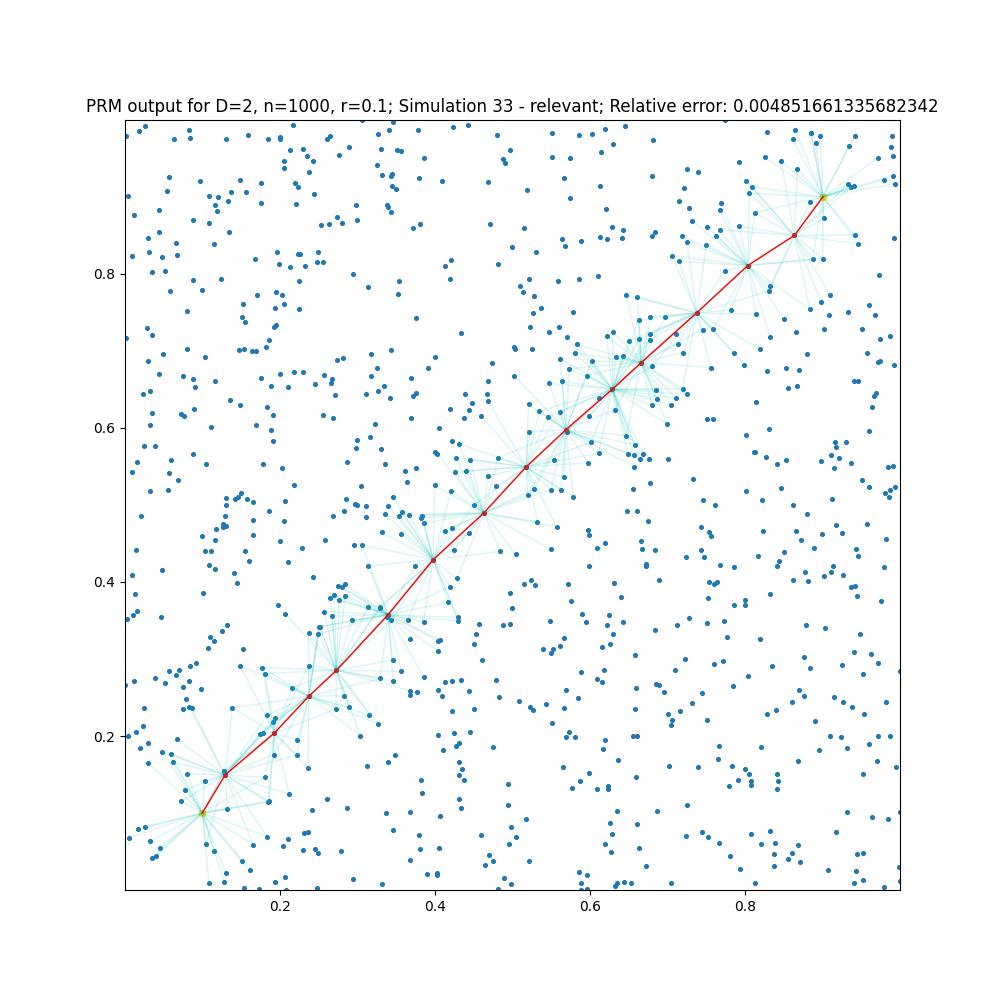 PRM output for D=2, n=1000, r=0.1; Simulation 33 - relevant; Relative error: 0.004851661335682342
0.8
0.6
0.4
0.2
0.2 0.4 0.6 0.8